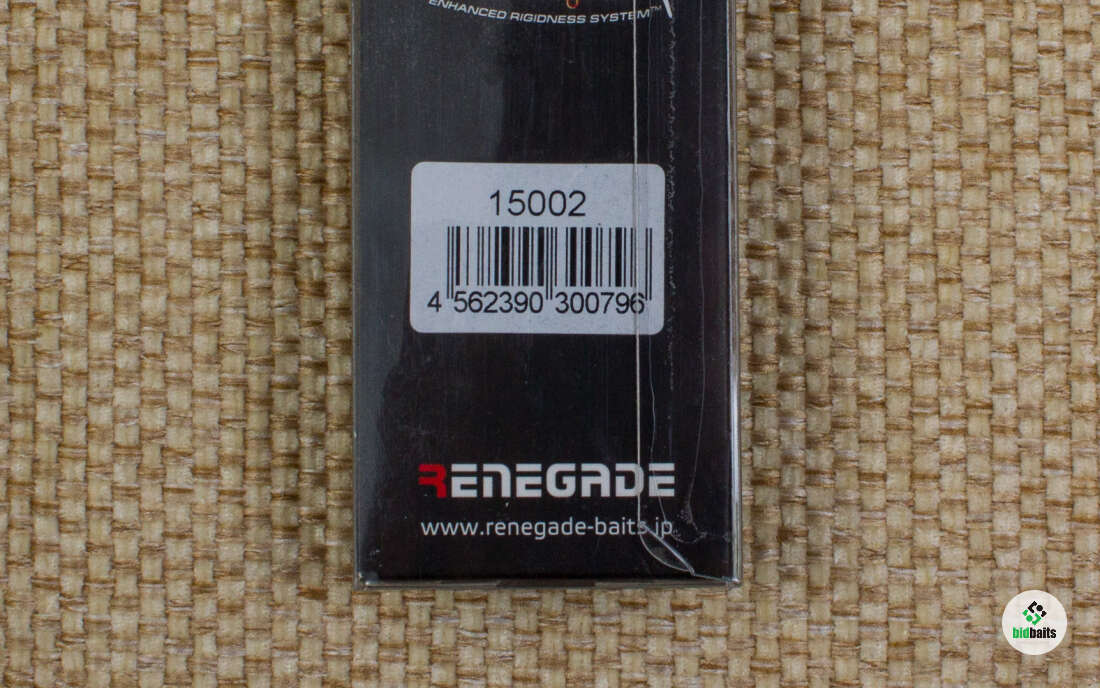 ENHANCED RIGIDNESS SYSTEM™
15002
4 562390 300796
RENEGADE
www.renegade-baits.jp
bidbaits